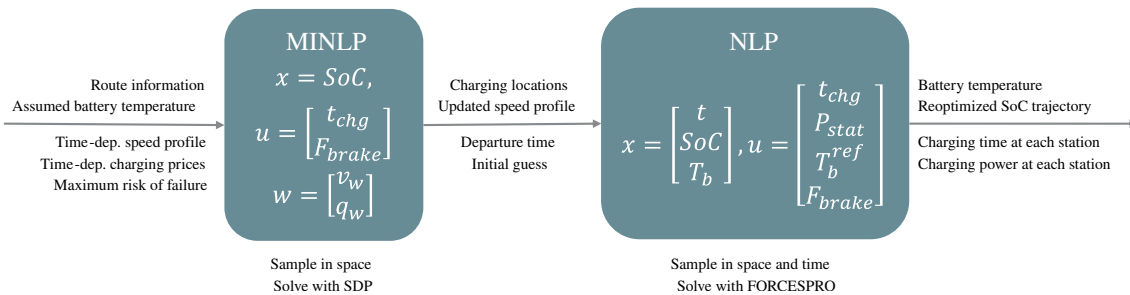 Route information
Assumed battery temperature
Time-dep. speed profile
Time-dep. charging prices
Maximum risk of failure
MINLP
x = SoC,
u = [t_chg
F_brake]
w = [v_w
q_w]
Sample in space
Solve with SDP
Charging locations
Updated speed profile
Departure time
Initial guess
NLP
x = [t
SoC
T_b], u = [t_chg
P_stat
T_b^ref
F_brake]
Sample in space and time
Solve with FORCESPRO
Battery temperature
Reoptimized SoC trajectory
Charging time at each station
Charging power at each station